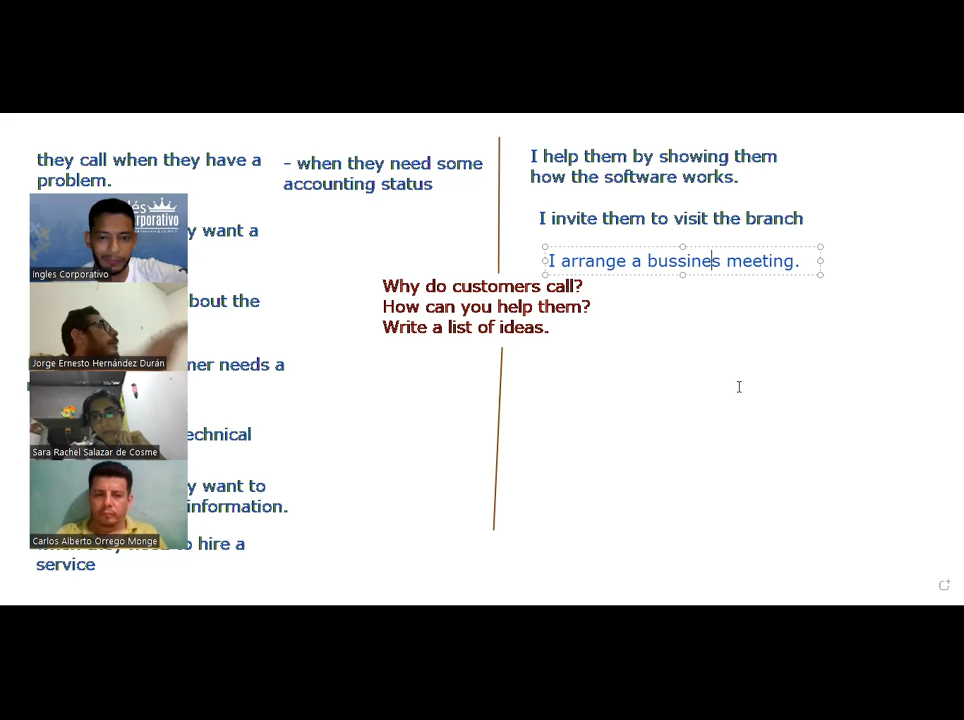 they call when they have a
problem.
- when they need some
accounting status
y want a
bout the
mer needs a
echnical
y want to
information.
hire a
service
I help them by showing them
how the software works.
I invite them to visit the branch
I arrange a bussines meeting.
Why do customers call?
How can you help them?
Write a list of ideas.
és
rporativo
Ingles Corporativo
Jorge Ernesto Hernández Durán
Sara Rachel Salazar de Cosme
Carlos Alberto Orrego Monge